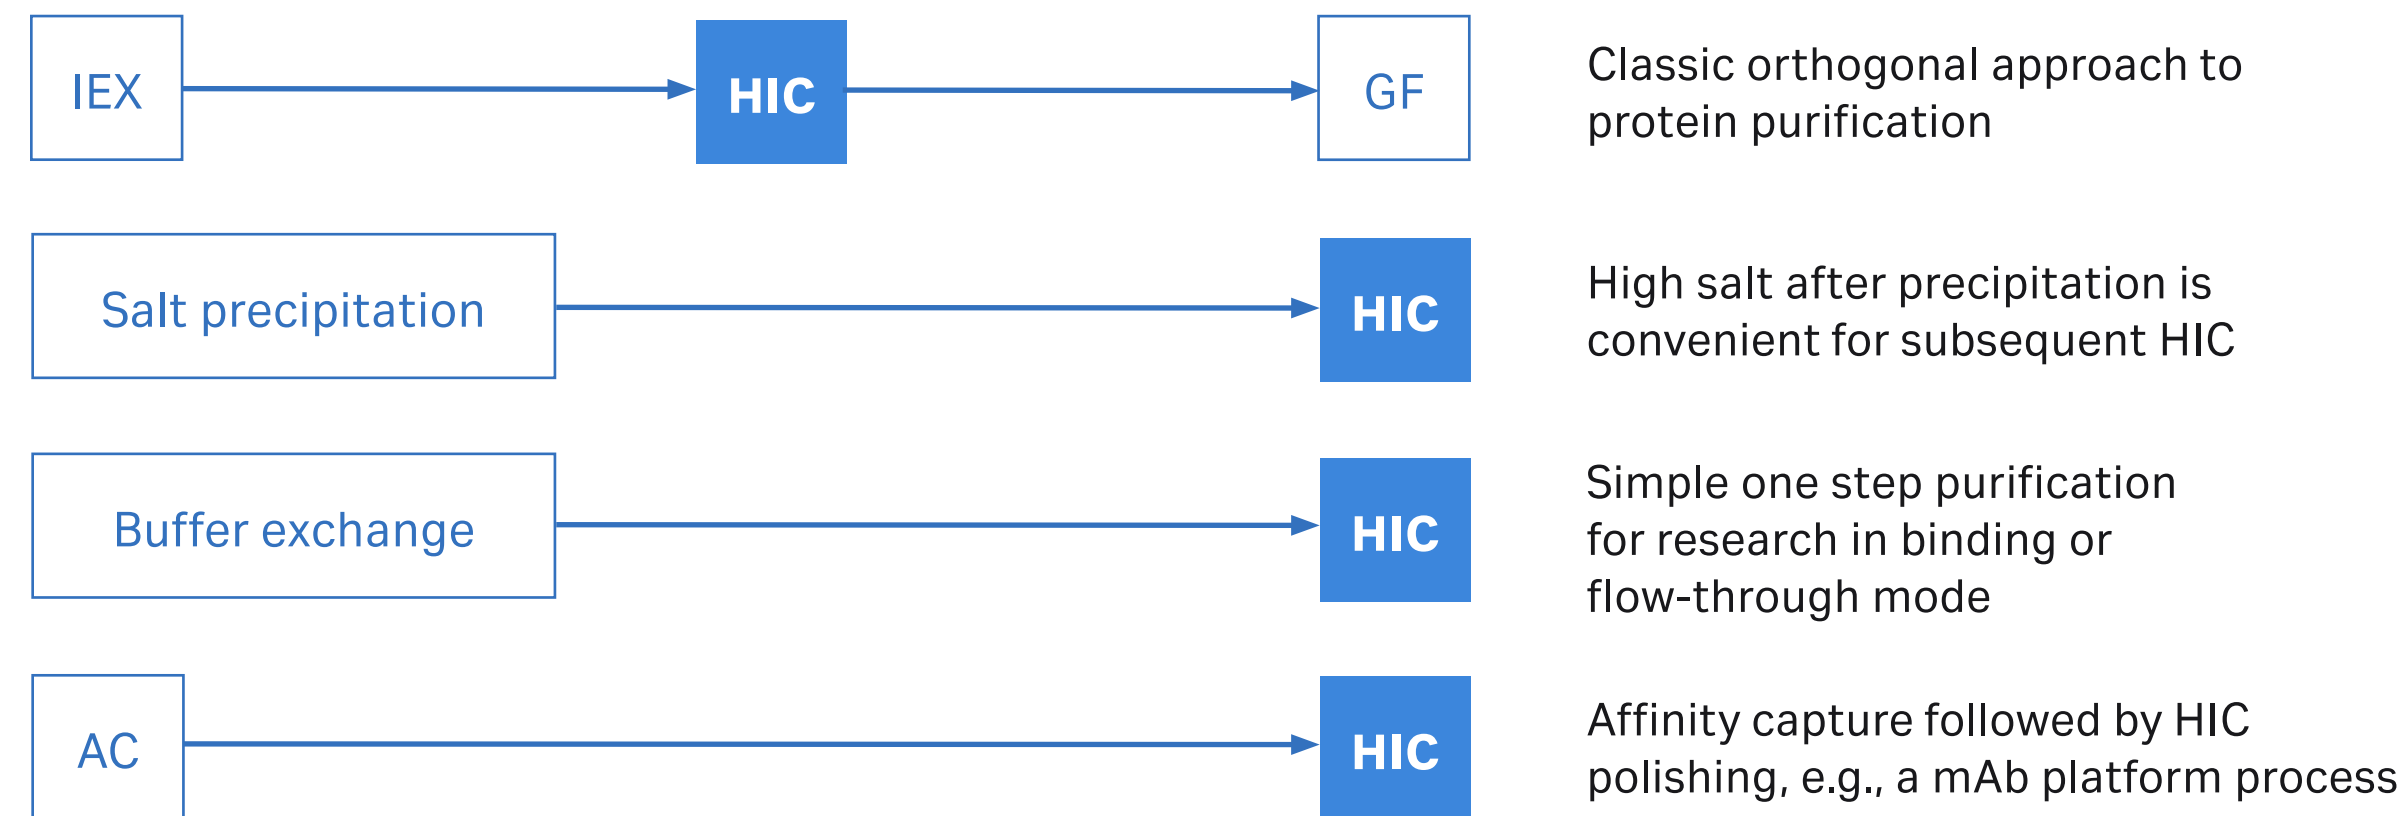 IEX
HIC
GF
Classic orthogonal approach to
protein purification
Salt precipitation
HIC
High salt after precipitation is
convenient for subsequent HIC
Buffer exchange
HIC
Simple one step purification
for research in binding or
flow-through mode
AC
HIC
Affinity capture followed by HIC
polishing, e.g., a mAb platform process